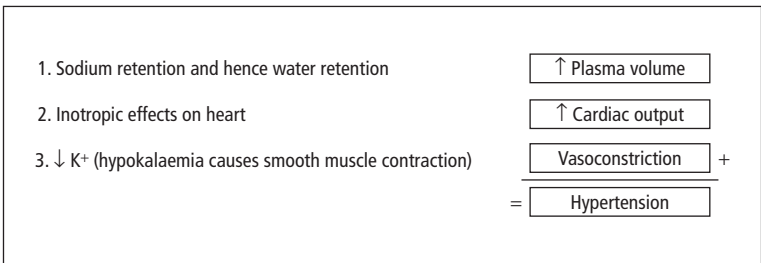 1. Sodium retention and hence water retention ↑ Plasma volume
2. Inotropic effects on heart ↑ Cardiac output
3. ↓ K⁺ (hypokalaemia causes smooth muscle contraction) Vasoconstriction +
= Hypertension